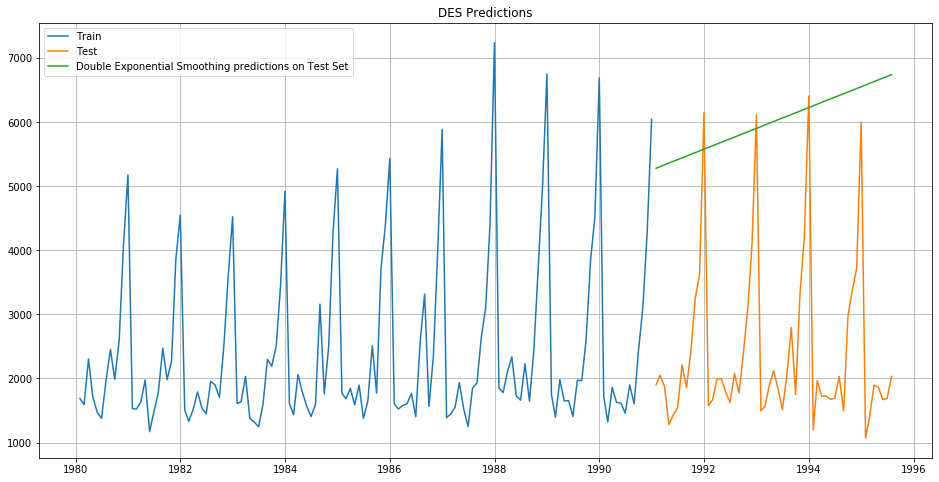 DES Predictions
Train
Test
Double Exponential Smoothing predictions on Test Set
7000
6000
5000
4000
3000
2000
1000
1980 1982 1984 1986 1988 1990 1992 1994 1996